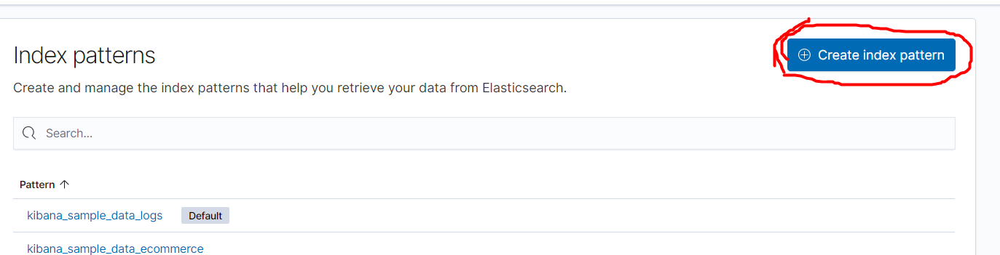 Index patterns
Create index pattern
Create and manage the index patterns that help you retrieve your data from Elasticsearch.
Search...
Pattern
kibana_sample_data_logs Default
kibana_sample_data_ecommerce